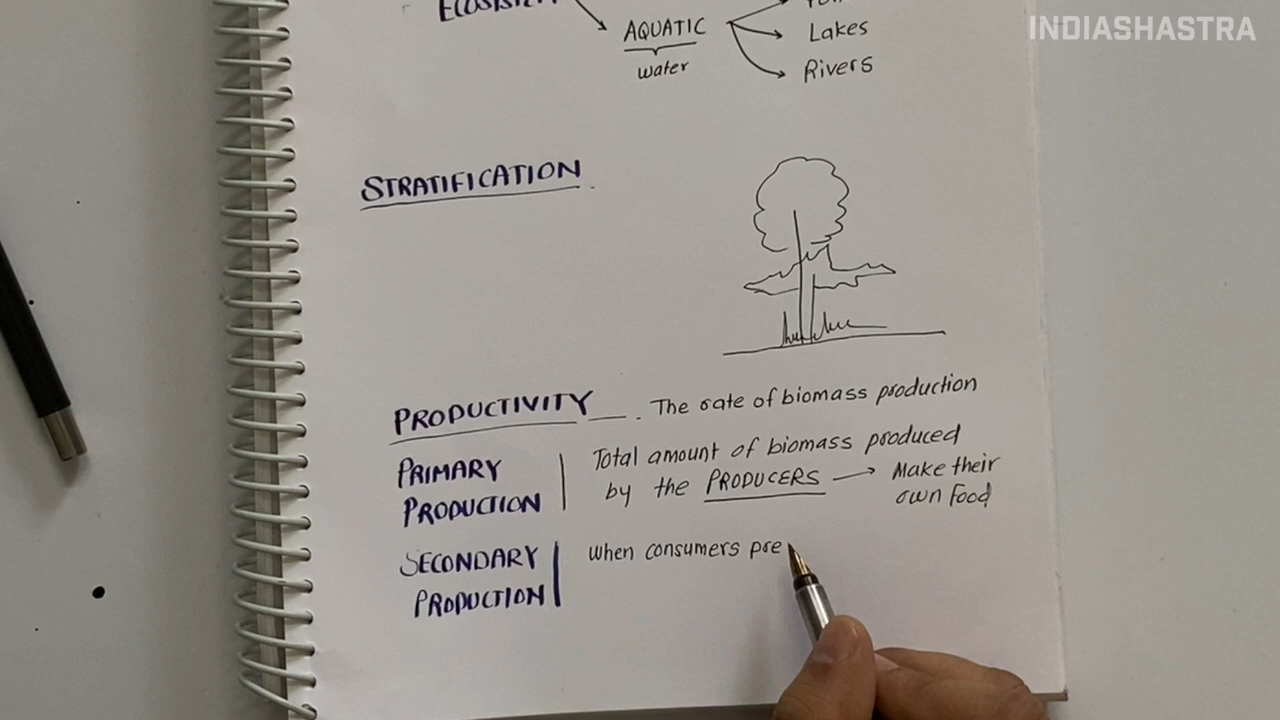 INDIASHASTRA
AQUATIC
water
Lakes
Rivers
STRATIFICATION
PRODUCTIVITY . The rate of biomass production
PRIMARY
PRODUCTION
Total amount of biomass produced
by the PRODUCERS → Make their
own Food
SECONDARY
PRODUCTION
When consumers pre